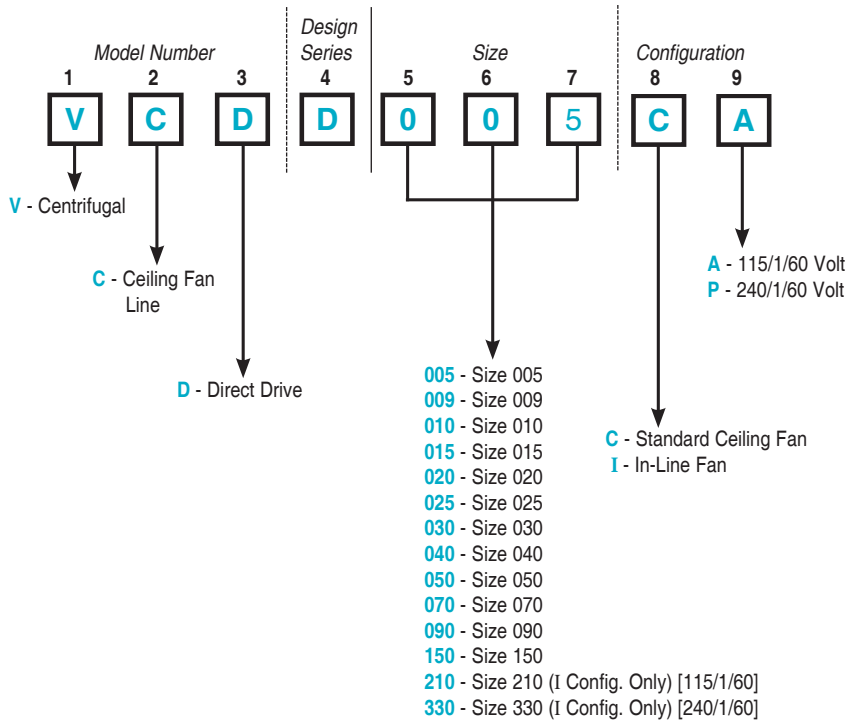 Model Number
Design
Series
Size
Configuration
1 2 3 4 5 6 7 8 9
V C D D 0 0 5 C A
V - Centrifugal
C - Ceiling Fan
Line
D - Direct Drive
A - 115/1/60 Volt
P - 240/1/60 Volt
005 - Size 005
009 - Size 009
010 - Size 010
015 - Size 015
020 - Size 020
025 - Size 025
030 - Size 030
040 - Size 040
050 - Size 050
070 - Size 070
090 - Size 090
150 - Size 150
210 - Size 210 (I Config. Only) [115/1/60]
330 - Size 330 (I Config. Only) [240/1/60]
C - Standard Ceiling Fan
I - In-Line Fan